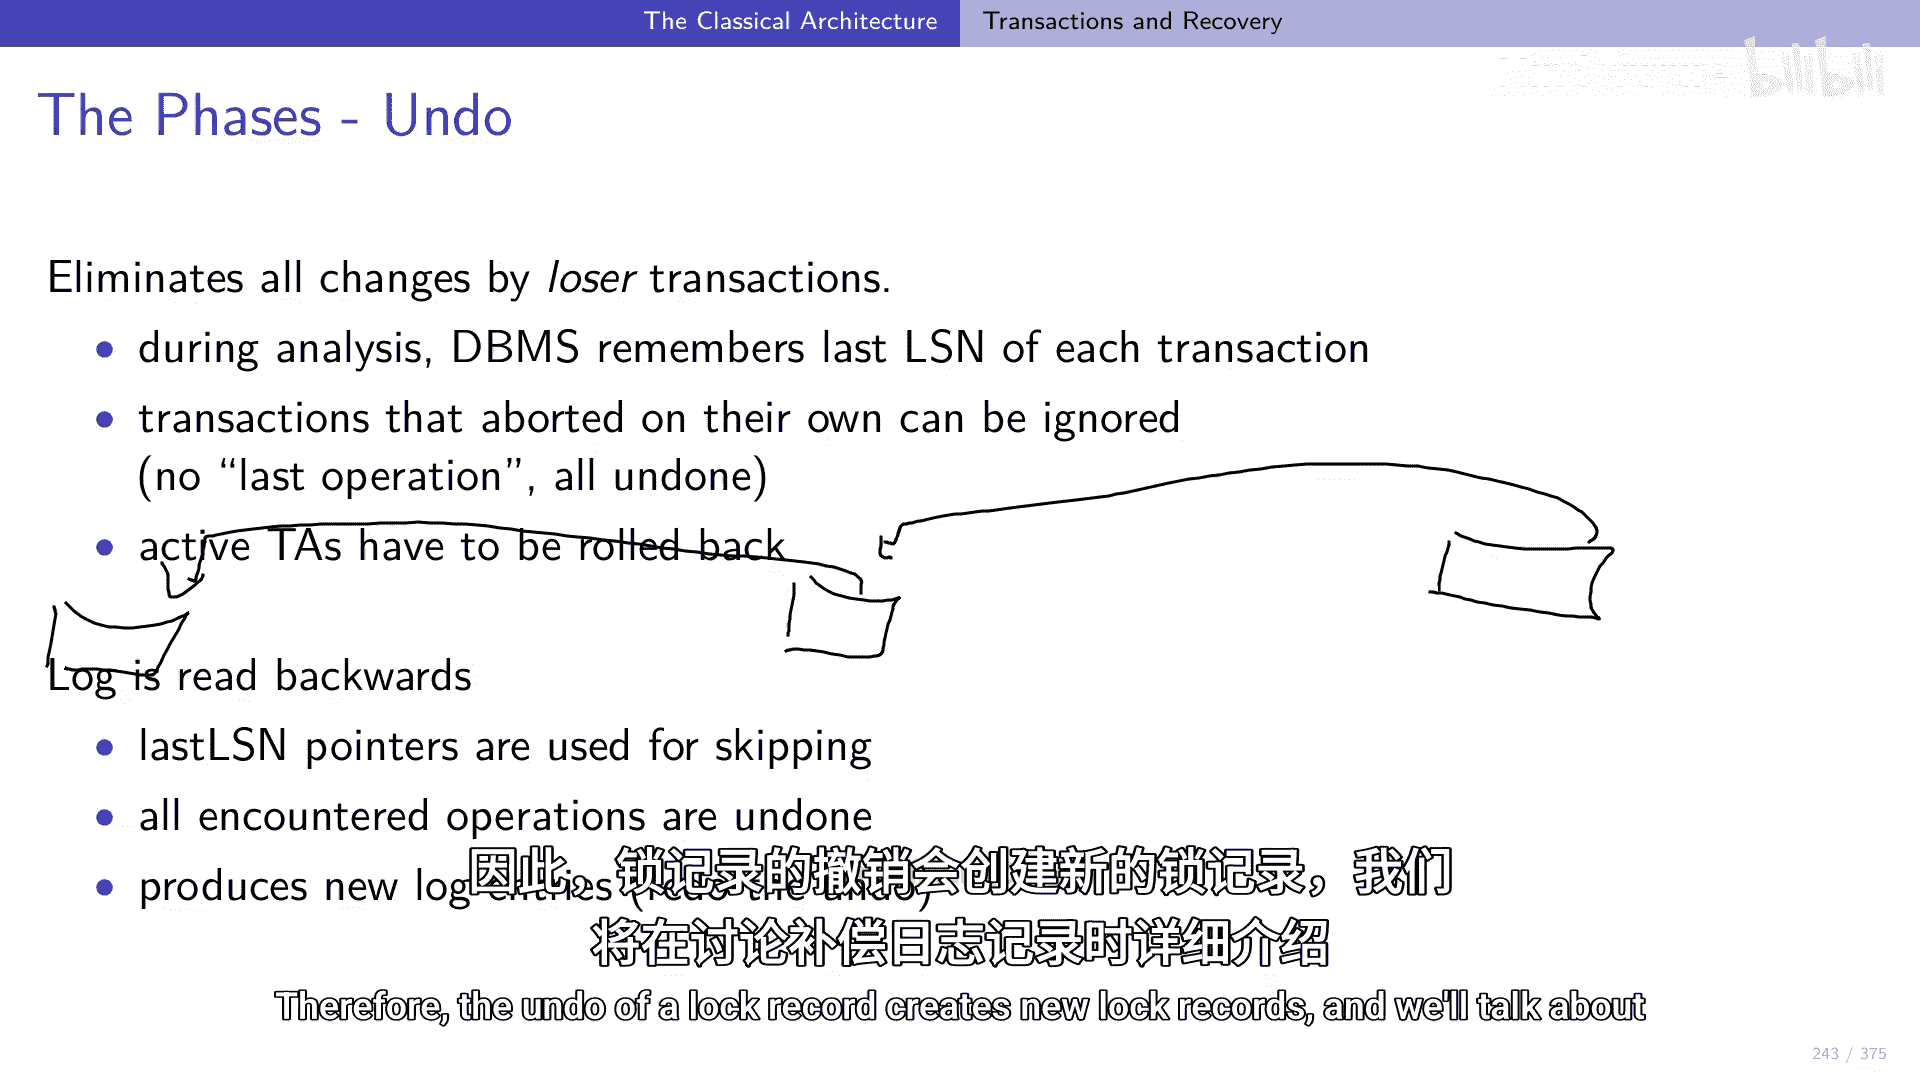 The Classical Architecture
Transactions and Recovery
bilibili
The Phases - Undo
Eliminates all changes by loser transactions.
• during analysis, DBMS remembers last LSN of each transaction
• transactions that aborted on their own can be ignored
(no “last operation”, all undone)
• active TAs have to be rolled back
Log is read backwards
• lastLSN pointers are used for skipping
• all encountered operations are undone
• produces new log entries (redo the undo)
因此，锁记录的撤销会创建新的锁记录，我们
将在讨论补偿日志记录时详细介绍
Therefore, the undo of a lock record creates new lock records, and we'll talk about
243 / 375